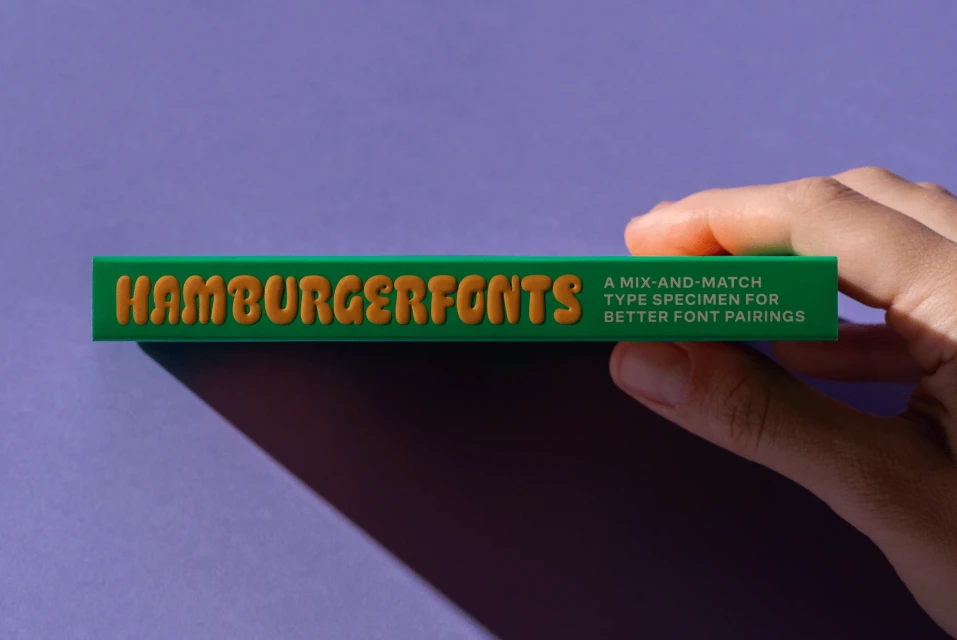 HAMBURGERFONTS
A MIX-AND-MATCH
TYPE SPECIMEN FOR
BETTER FONT PAIRINGS